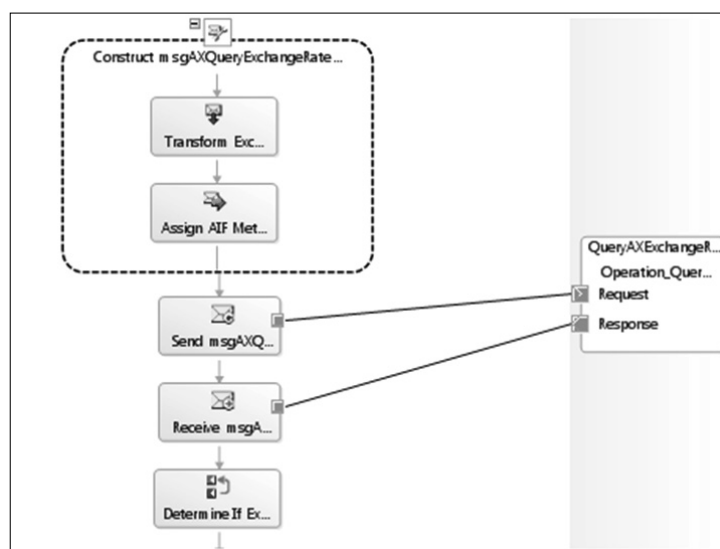 Construct msgAXQueryExchangeRate...
Transform Exc...
Assign AIF Met...
QueryAXExchangeR...
Operation_Quer...
Request
Response
Send msgAXQ...
Receive msgA...
Determine If Ex...